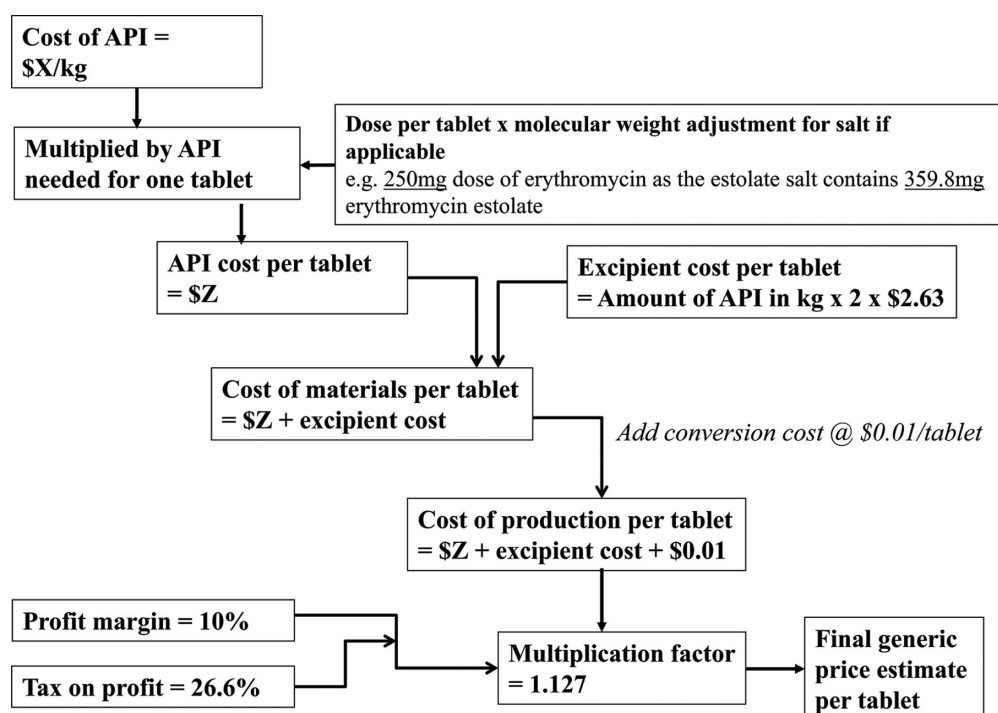 Cost of API =
$X/kg
Multiplied by API
needed for one tablet
Dose per tablet x molecular weight adjustment for salt if
applicable
e.g. 250mg dose of erythromycin as the estolate salt contains 359.8mg
erythromycin estolate
API cost per tablet
= $Z
Excipient cost per tablet
= Amount of API in kg x 2 x $2.63
Cost of materials per tablet
= $Z + excipient cost
Add conversion cost @ $0.01/tablet
Cost of production per tablet
= $Z + excipient cost + $0.01
Profit margin = 10%
Tax on profit = 26.6%
Multiplication factor
= 1.127
Final generic
price estimate
per tablet